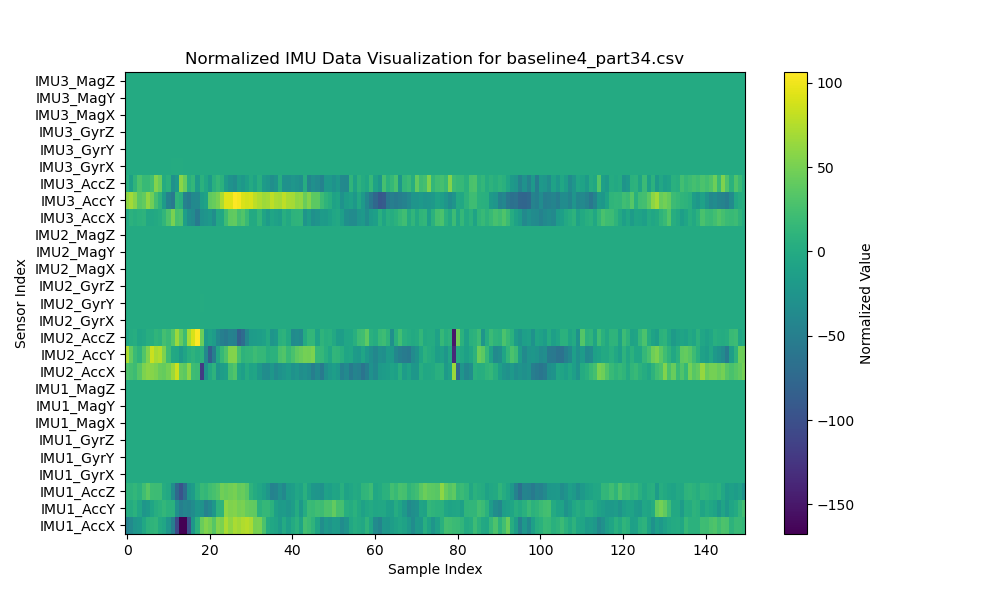 Normalized IMU Data Visualization for baseline4_part34.csv
IMU3_MagZ
IMU3_MagY
IMU3_MagX
IMU3_GyrZ
IMU3_GyrY
IMU3_GyrX
IMU3_AccZ
IMU3_AccY
IMU3_AccX
IMU2_MagZ
IMU2_MagY
IMU2_MagX
IMU2_GyrZ
IMU2_GyrY
IMU2_GyrX
IMU2_AccZ
IMU2_AccY
IMU2_AccX
IMU1_MagZ
IMU1_MagY
IMU1_MagX
IMU1_GyrZ
IMU1_GyrY
IMU1_GyrX
IMU1_AccZ
IMU1_AccY
IMU1_AccX
Sensor Index
0 20 40 60 80 100 120 140
Sample Index
100
50
0
−50
−100
−150
Normalized Value